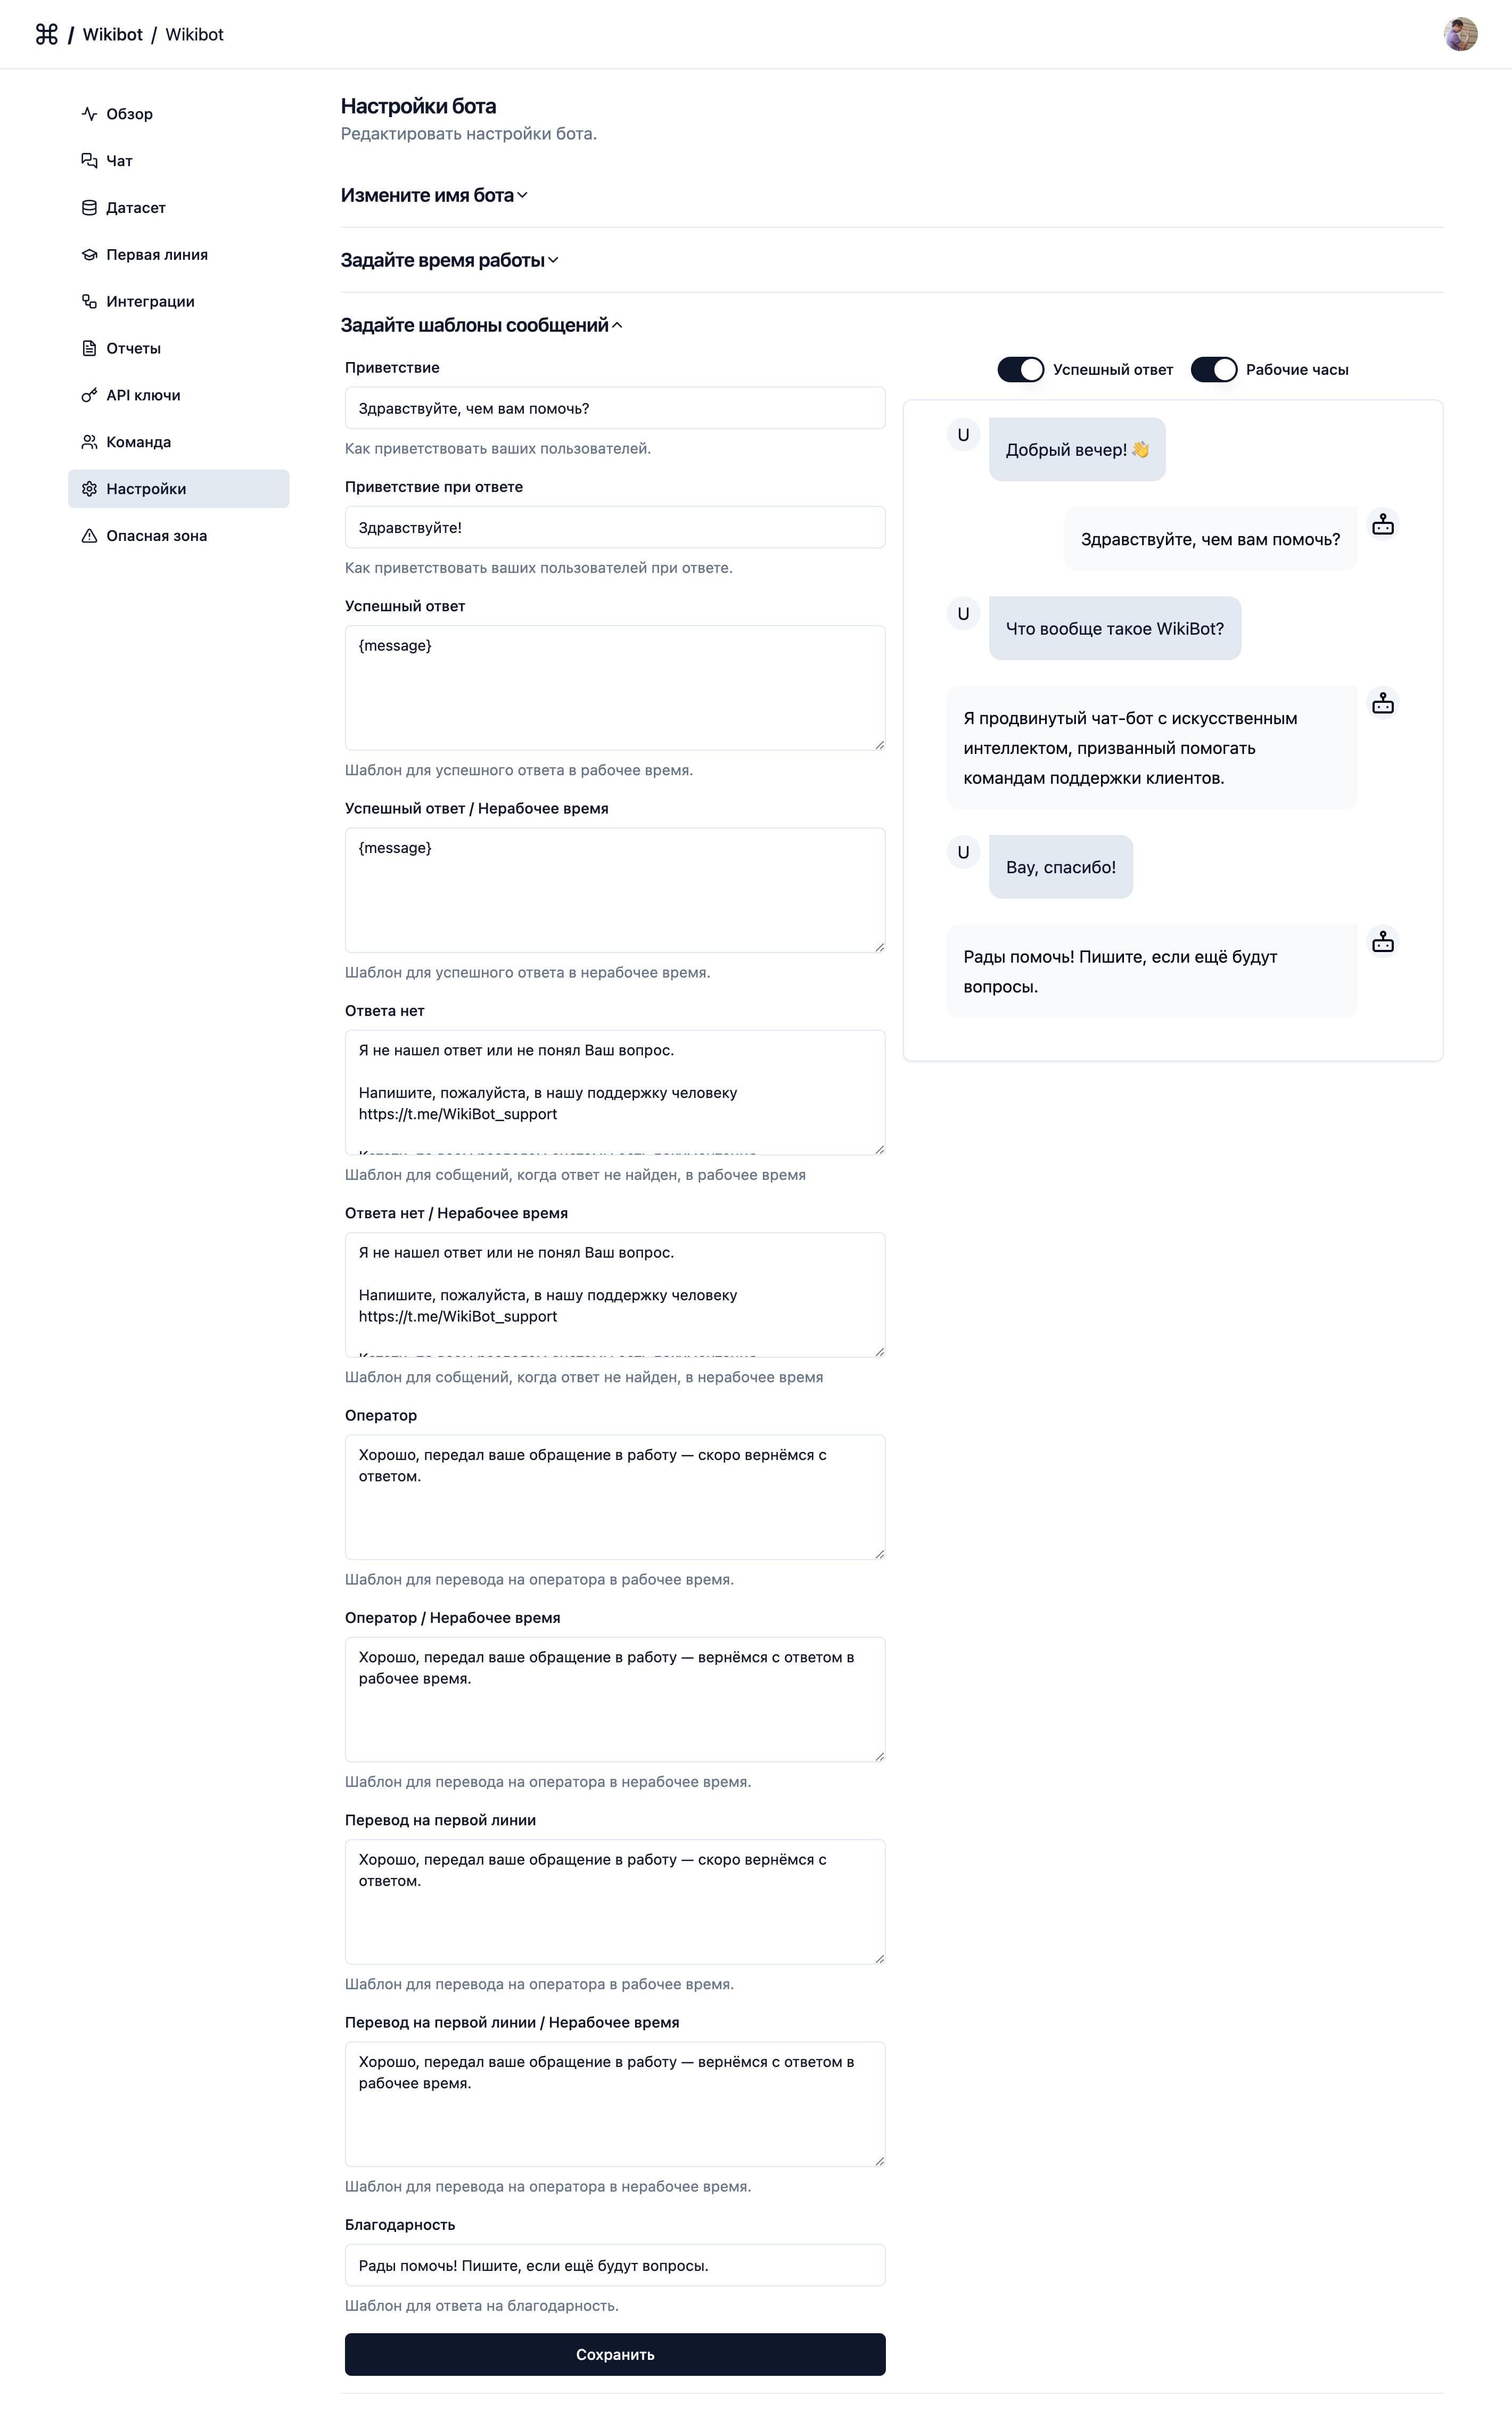 / Wikibot / Wikibot
Обзор
Чат
Датасет
Первая линия
Интеграции
Отчеты
API ключи
Команда
Настройки
Опасная зона
Настройки бота
Редактировать настройки бота.
Измените имя бота
Задайте время работы
Задайте шаблоны сообщений
Приветствие
Здравствуйте, чем вам помочь?
Как приветствовать ваших пользователей.
Приветствие при ответе
Здравствуйте!
Как приветствовать ваших пользователей при ответе.
Успешный ответ
{message}
Шаблон для успешного ответа в рабочее время.
Успешный ответ / Нерабочее время
{message}
Шаблон для успешного ответа в нерабочее время.
Ответа нет
Я не нашел ответ или не понял Ваш вопрос.
Напишите, пожалуйста, в нашу поддержку человеку
https://t.me/WikiBot_support
Шаблон для собщений, когда ответ не найден, в рабочее время
Ответа нет / Нерабочее время
Я не нашел ответ или не понял Ваш вопрос.
Напишите, пожалуйста, в нашу поддержку человеку
https://t.me/WikiBot_support
Шаблон для собщений, когда ответ не найден, в нерабочее время
Оператор
Хорошо, передал ваше обращение в работу — скоро вернёмся с
ответом.
Шаблон для перевода на оператора в рабочее время.
Оператор / Нерабочее время
Хорошо, передал ваше обращение в работу — вернёмся с ответом в
рабочее время.
Шаблон для перевода на оператора в нерабочее время.
Перевод на первой линии
Хорошо, передал ваше обращение в работу — скоро вернёмся с
ответом.
Шаблон для перевода на оператора в рабочее время.
Перевод на первой линии / Нерабочее время
Хорошо, передал ваше обращение в работу — вернёмся с ответом в
рабочее время.
Шаблон для перевода на оператора в нерабочее время.
Благодарность
Рады помочь! Пишите, если ещё будут вопросы.
Шаблон для ответа на благодарность.
Сохранить
Успешный ответ
Рабочие часы
U
Добрый вечер! 👋
Здравствуйте, чем вам помочь?
U
Что вообще такое WikiBot?
Я продвинутый чат-бот с искусственным
интеллектом, призванный помогать
командам поддержки клиентов.
U
Вау, спасибо!
Рады помочь! Пишите, если ещё будут
вопросы.